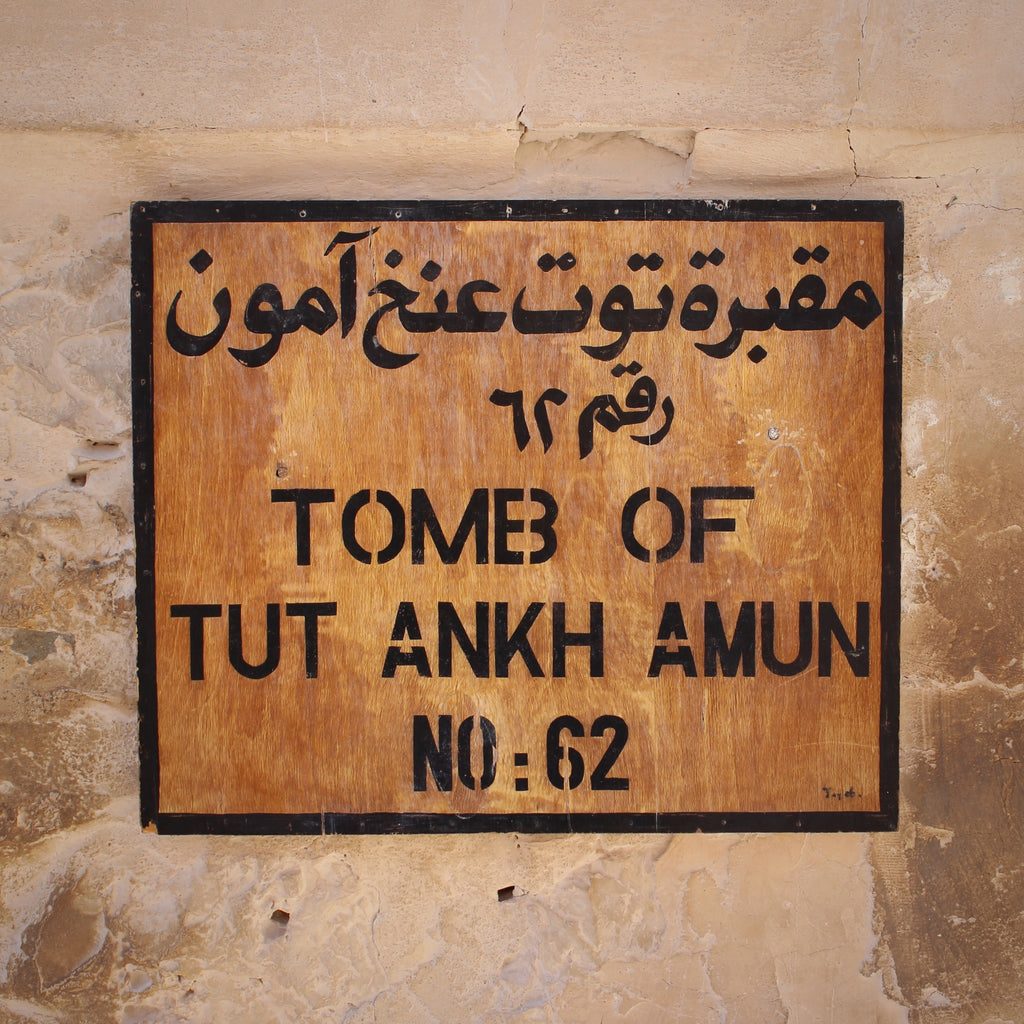 مقبرة توت عنخ آمون
رقم ٦٢
TOMB OF
TUT ANKH AMUN
NO: 62